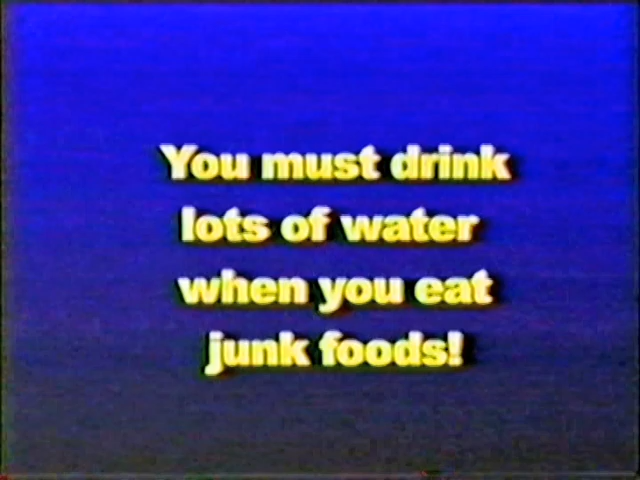 You must drink
lots of water
when you eat
junk foods!